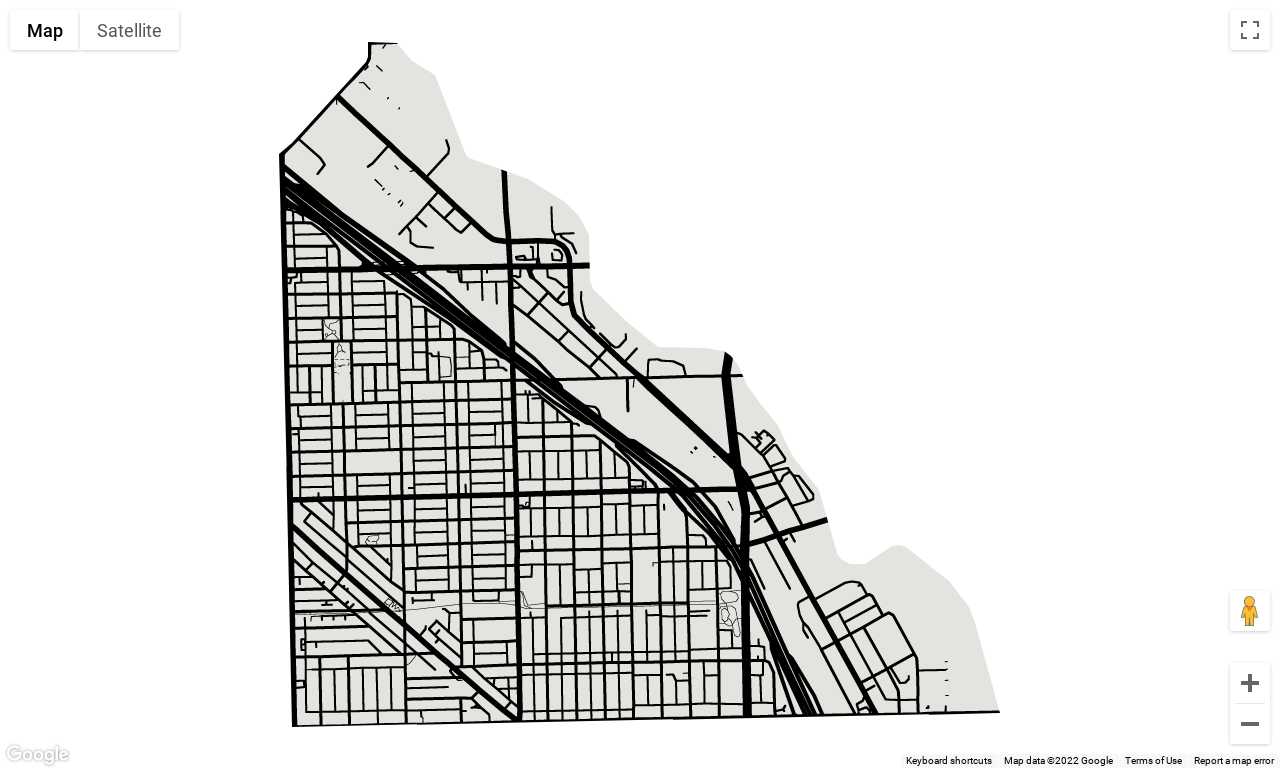 Map
Satellite
Google
Keyboard shortcuts
Map data ©2022 Google
Terms of Use
Report a map error